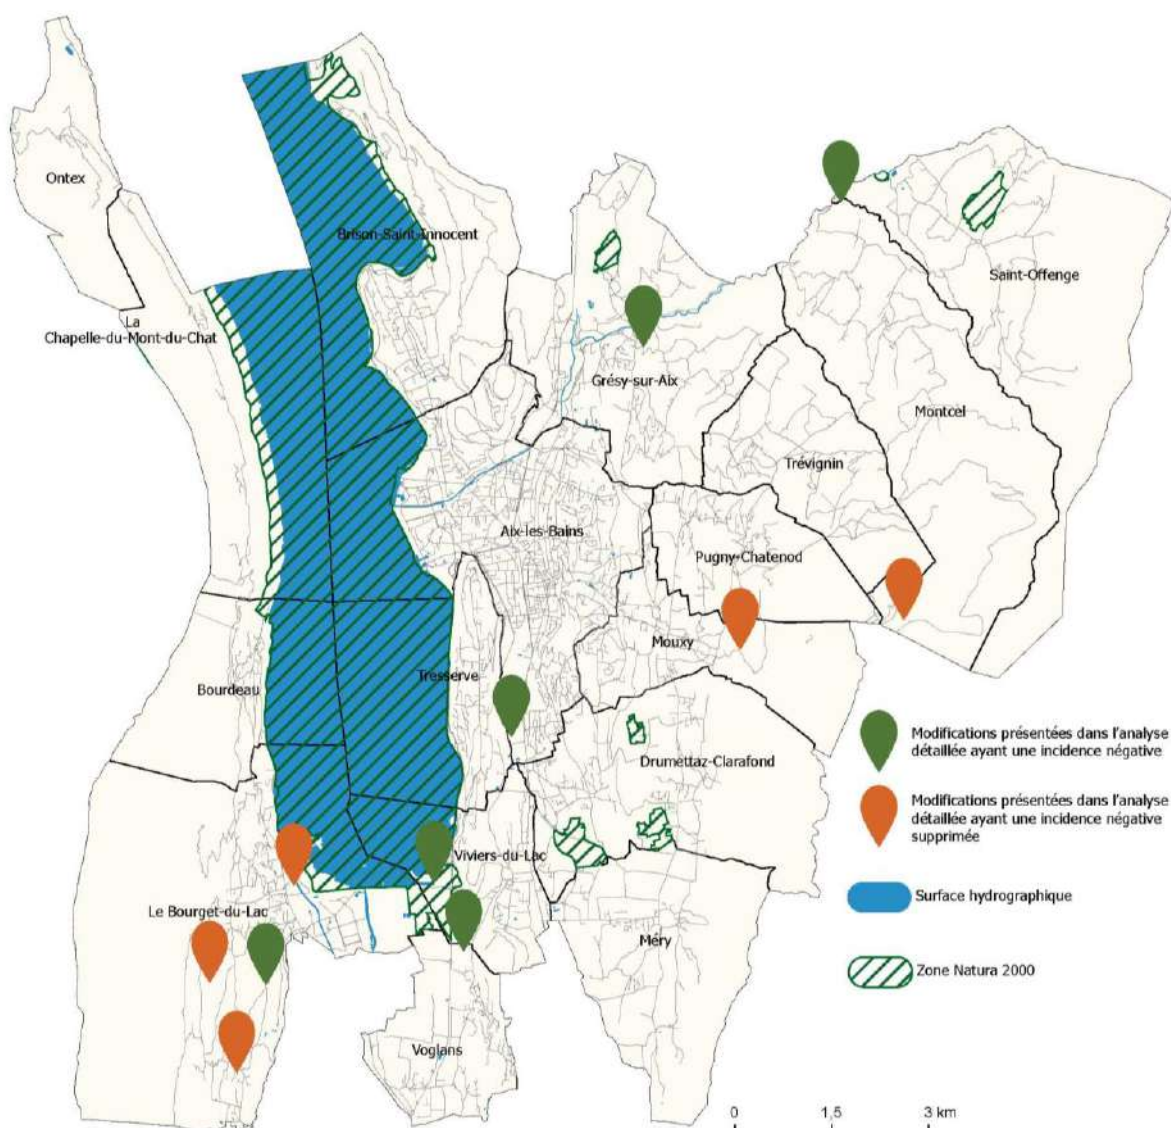 Ontex
Brison-Saint-Innocent
Saint-Offenge
La
Chapelle-du-Mont-du-Chat
Grésy-sur-Aix
Montcel
Trévignin
Aix-les-Bains
Pugny-Chatenod
Mouxy
Tresserve
Bourdeau
Drumettaz-Clarafond
Modifications présentées dans l'analyse
détaillée ayant une incidence négative
Modifications présentées dans l'analyse
détaillée ayant une incidence négative
supprimée
Viviers-du-Lac
Surface hydrographique
Le Bourget-du-Lac
Méry
Zone Natura 2000
Voglans
0 1,5 3 km